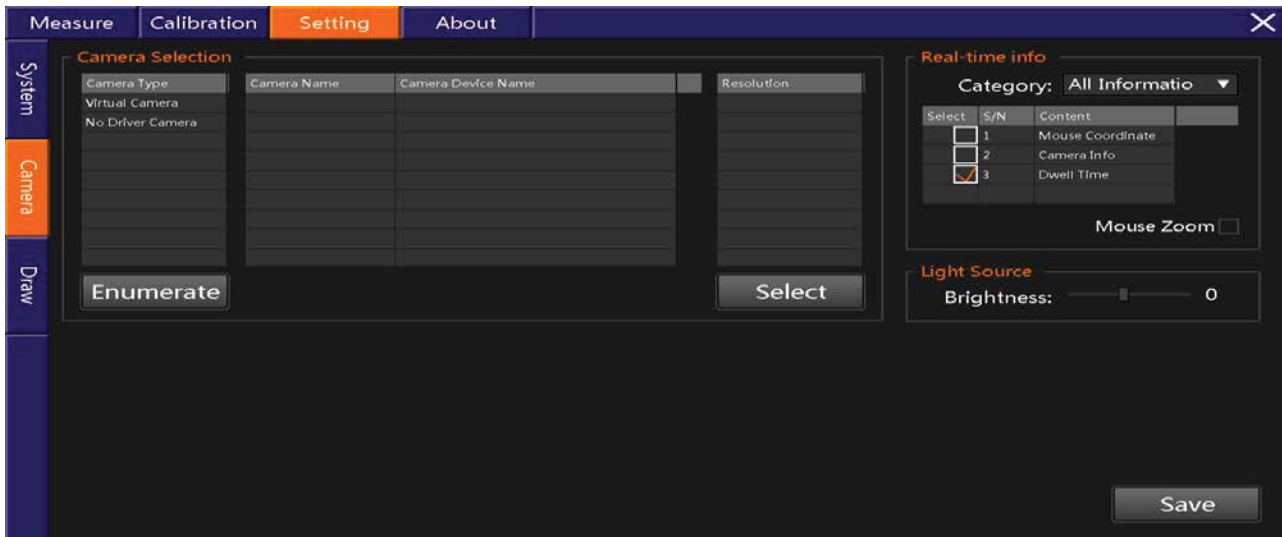 Measure Calibration Setting About
System
Camera
Draw
Camera Selection
Camera Type Camera Name Camera Device Name Resolution
Virtual Camera
No Driver Camera
Enumerate Select
Real-time info
Category: All Informatio
Select S/N Content
1 Mouse Coordinate
2 Camera Info
3 Dwell Time
Mouse Zoom
Light Source
Brightness: 0
Save